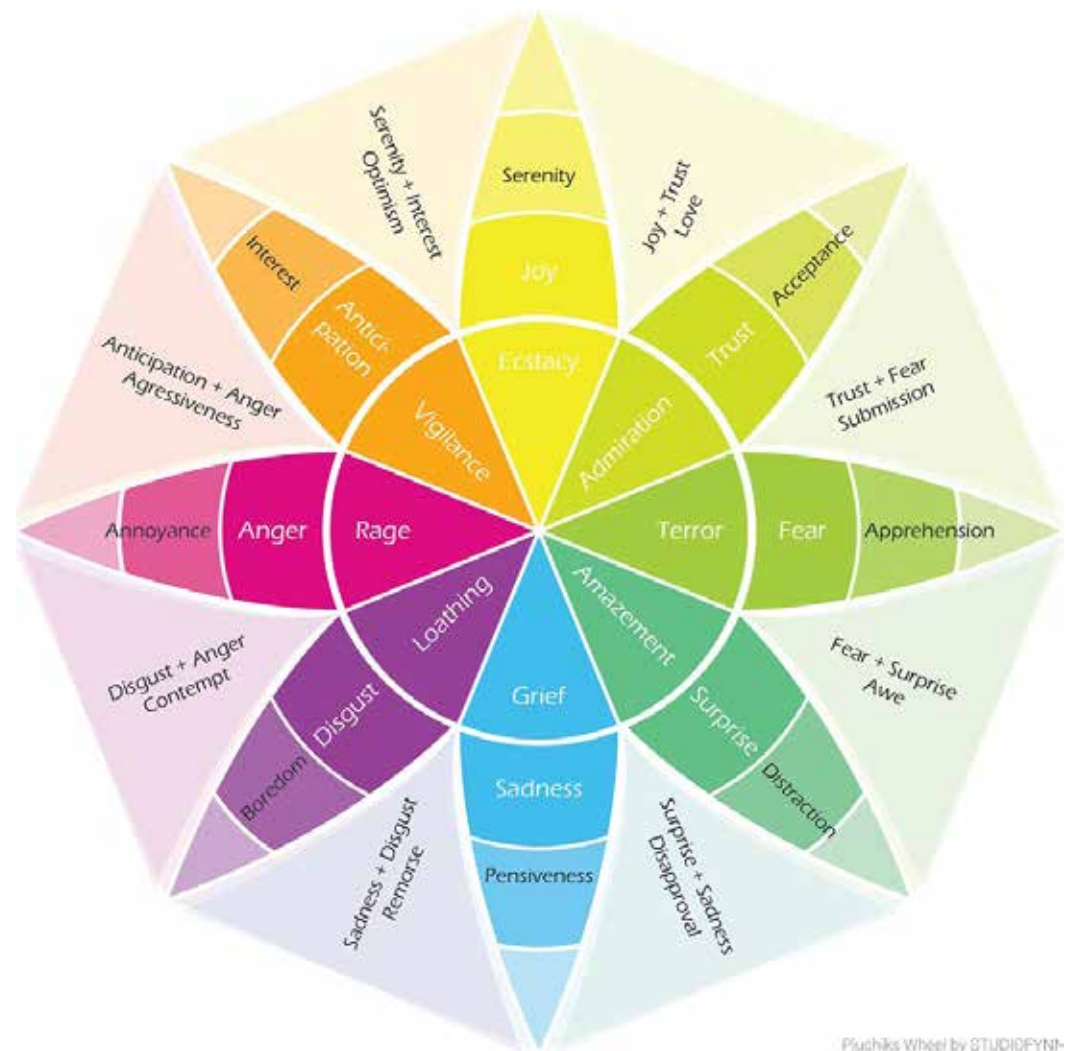 Serenity + Interest
Optimism
Serenity
Joy
Ecstacy
Joy + Trust
Love
Acceptance
Trust
Admiration
Trust + Fear
Submission
Interest
Antici-
pation
Vigilance
Anticipation + Anger
Agressiveness
Annoyance
Anger
Rage
Terror
Fear
Apprehension
Loathing
Disgust
Boredom
Disgust + Anger
Contempt
Grief
Sadness
Pensiveness
Amazement
Surprise
Distraction
Fear + Surprise
Awe
Sadness + Disgust
Remorse
Surprise + Sadness
Disapproval
Pluchiks Wheel by STUDIOFYNN